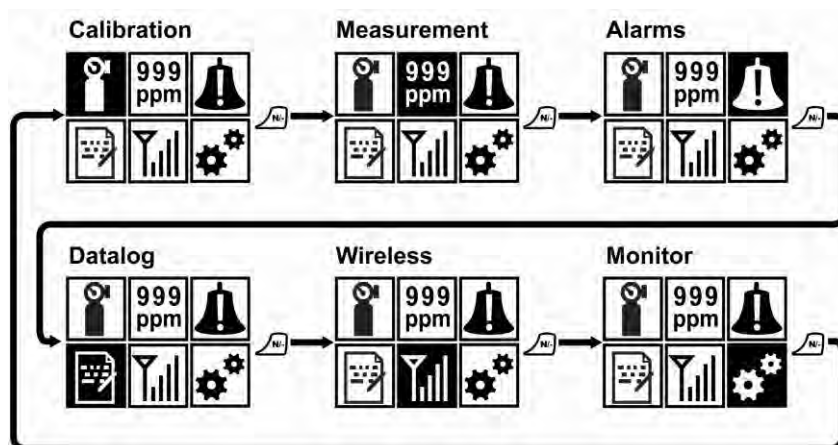 Calibration
999
ppm
N/-
Measurement
999
ppm
N/-
Alarms
999
ppm
N/-
Datalog
999
ppm
N/-
Wireless
999
ppm
N/-
Monitor
999
ppm
N/-